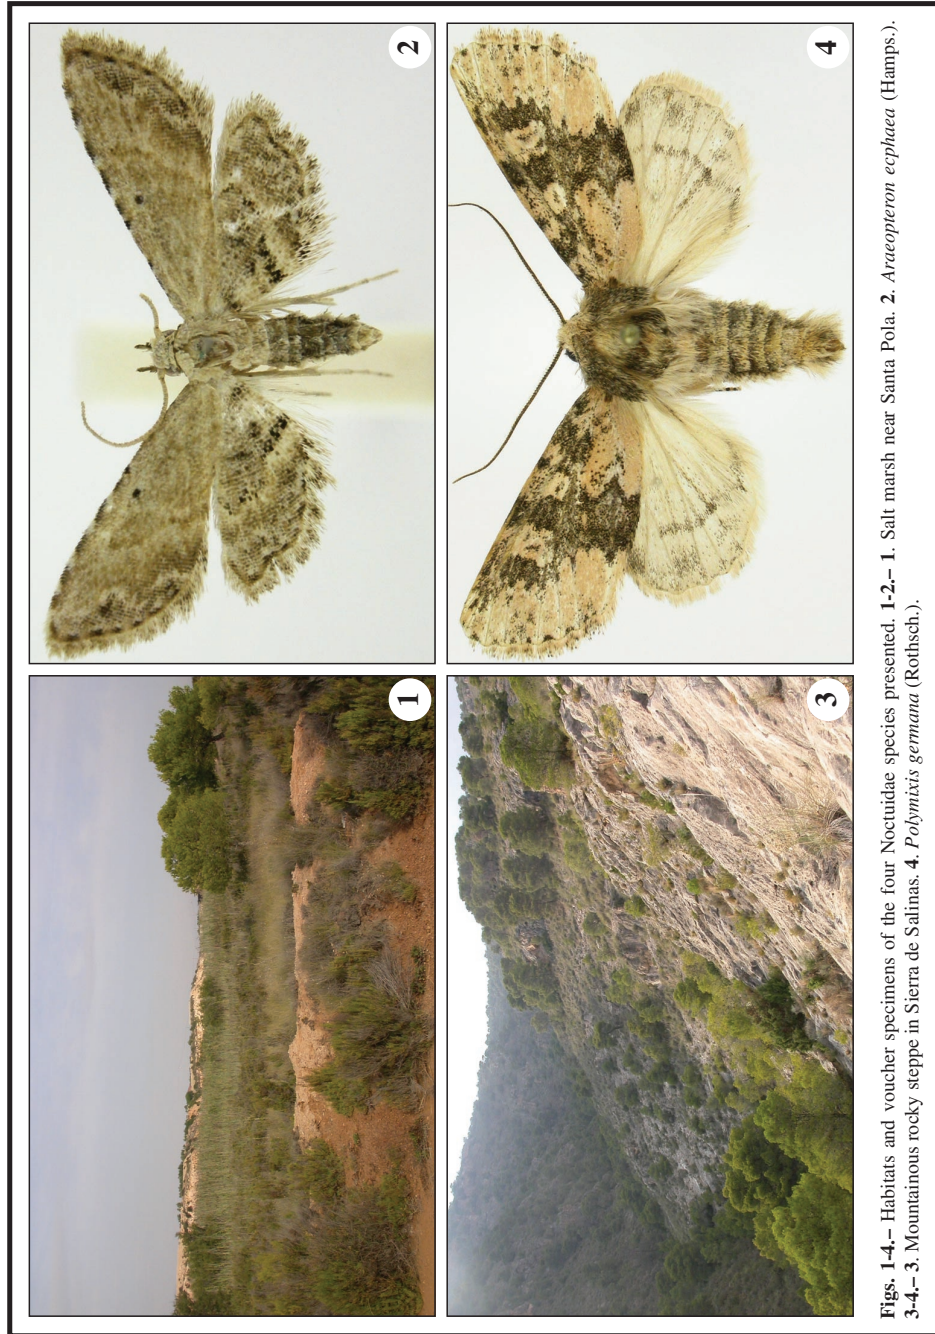 1
2
3
4
Figs. 1-4.– Habitats and voucher specimens of the four Noctuidae species presented. 1-2.– 1. Salt marsh near Santa Pola. 2. Araeopteron ecphaea (Hamps.).
3-4.– 3. Mountainous rocky steppe in Sierra de Salinas. 4. Polymixis germana (Rothsch.).